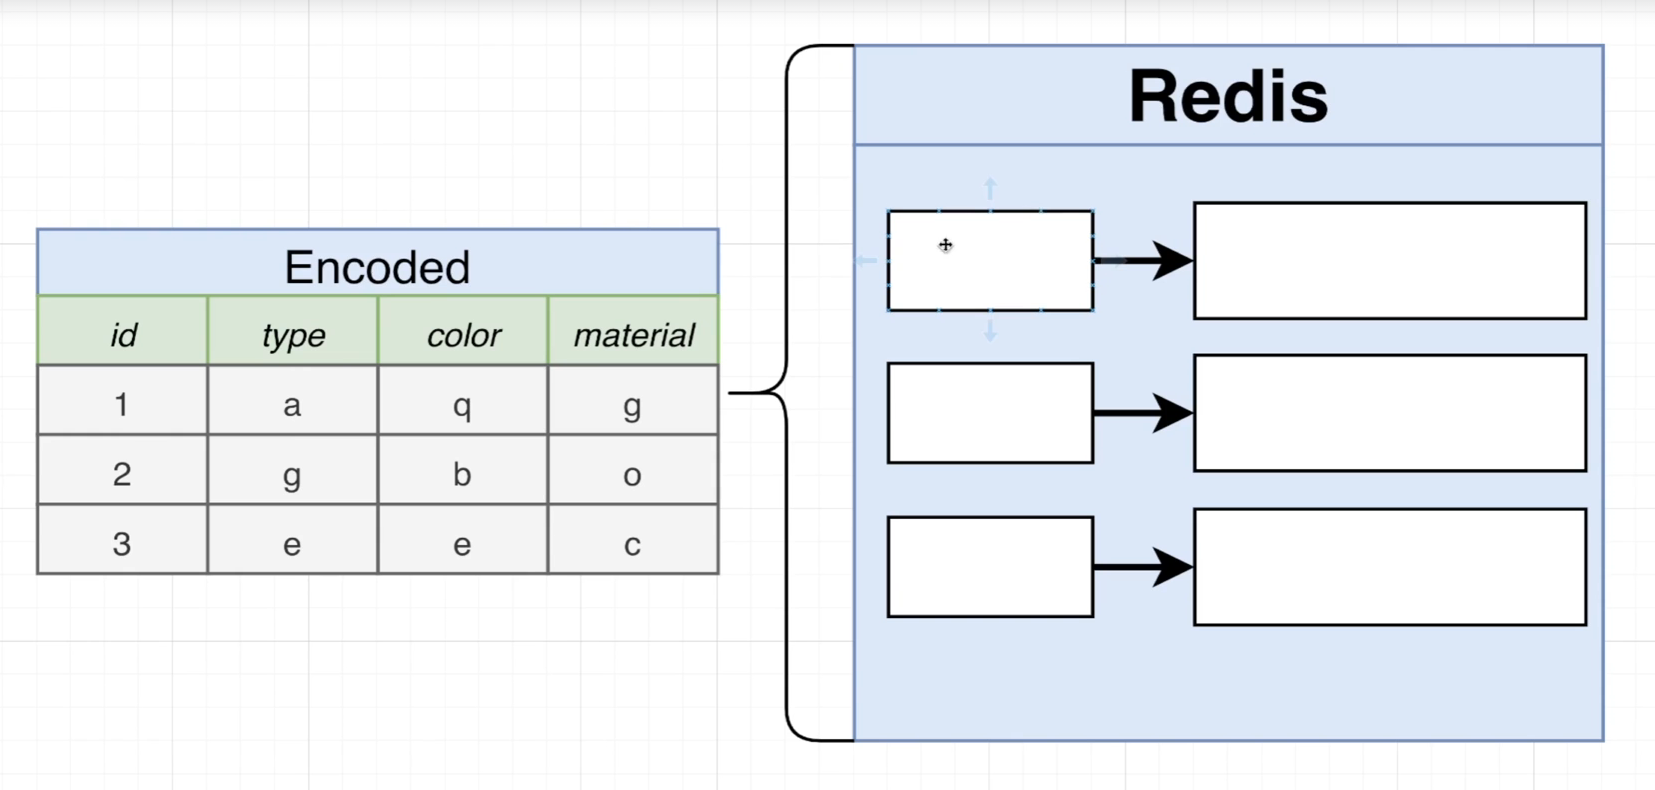 Redis
Encoded
id type color material
1 a q g
2 g b o
3 e e c